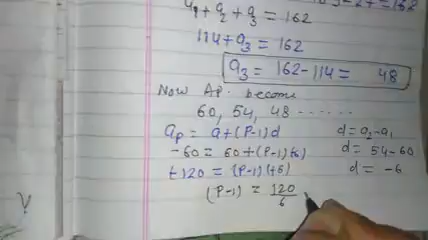 a₁ + a₂ + a₃ = 162
114 + a₃ = 162
a₃ = 162 - 114 = 48
Now AP. become
60, 54, 48 ......
aₚ = a + (P-1)d d = a₂ - a₁
-60 = 60 + (P-1)(-6) d = 54 - 60
+120 = (P-1)(+6) d = -6
(P-1) = 120/6